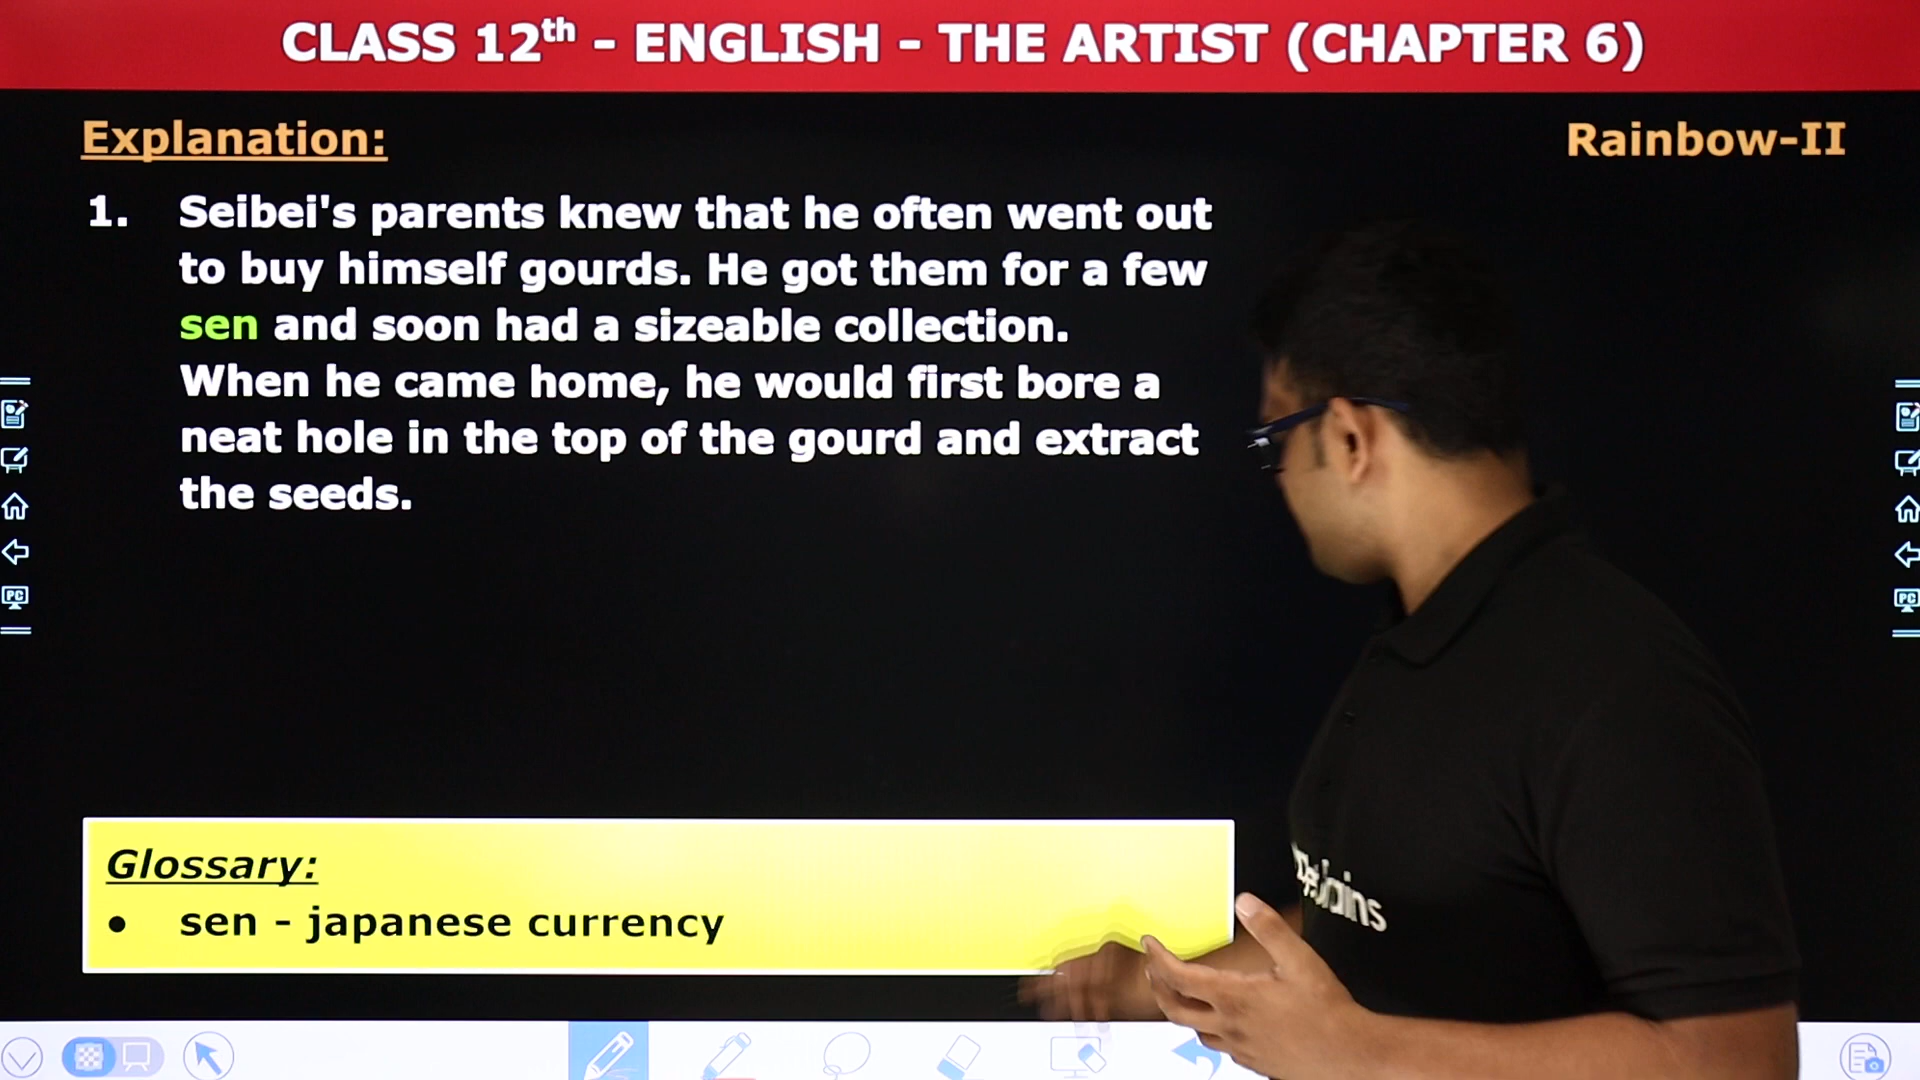 CLASS 12th - ENGLISH - THE ARTIST (CHAPTER 6)
Explanation:
Rainbow-II
1. Seibei's parents knew that he often went out
to buy himself gourds. He got them for a few
sen and soon had a sizeable collection.
When he came home, he would first bore a
neat hole in the top of the gourd and extract
the seeds.
Glossary:
• sen - japanese currency
PC
PC